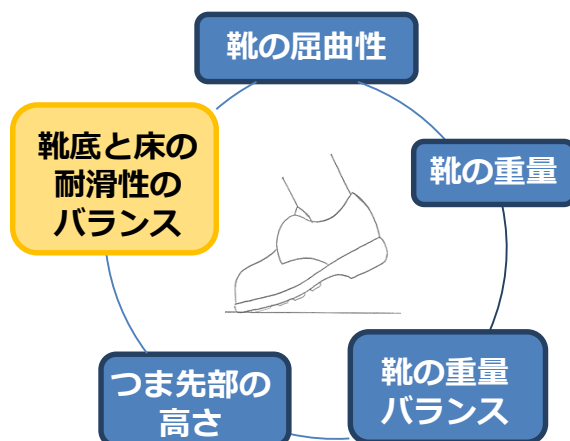 靴の屈曲性
靴の重量
靴の重量
バランス
つま先部の
高さ
靴底と床の
耐滑性の
バランス